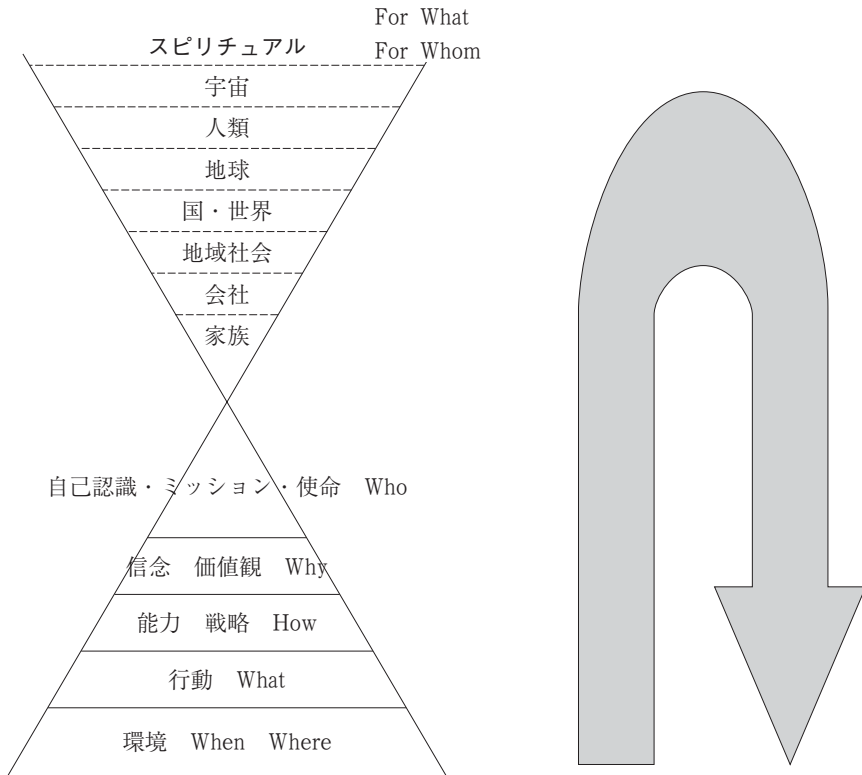 For What
スピリチュアル For Whom
宇宙
人類
地球
国・世界
地域社会
会社
家族
自己認識・ミッション・使命 Who
信念 価値観 Why
能力 戦略 How
行動 What
環境 When Where